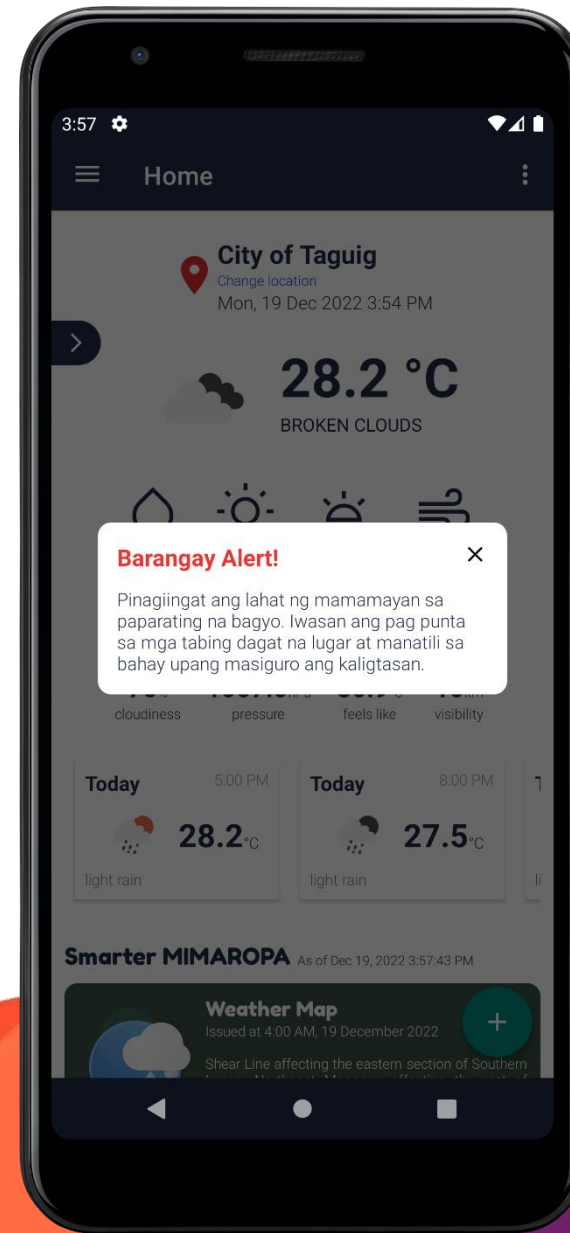 3:57
Home
City of Taguig
Change location
Mon, 19 Dec 2022 3:54 PM
28.2 °C
BROKEN CLOUDS
Barangay Alert!
Pinagiingat ang lahat ng mamamayan sa
paparating na bagyo. Iwasan ang pag punta
sa mga tabing dagat na lugar at manatili sa
bahay upang masiguro ang kaligtasan.
cloudiness pressure feels like visibility
Today 5:00 PM Today 8:00 PM
28.2°C 27.5°C
light rain light rain
Smarter MIMAROPA As of Dec 19, 2022 3:57:43 PM
Weather Map
Issued at 4:00 AM, 19 December 2022
Shear Line affecting the eastern section of Southern